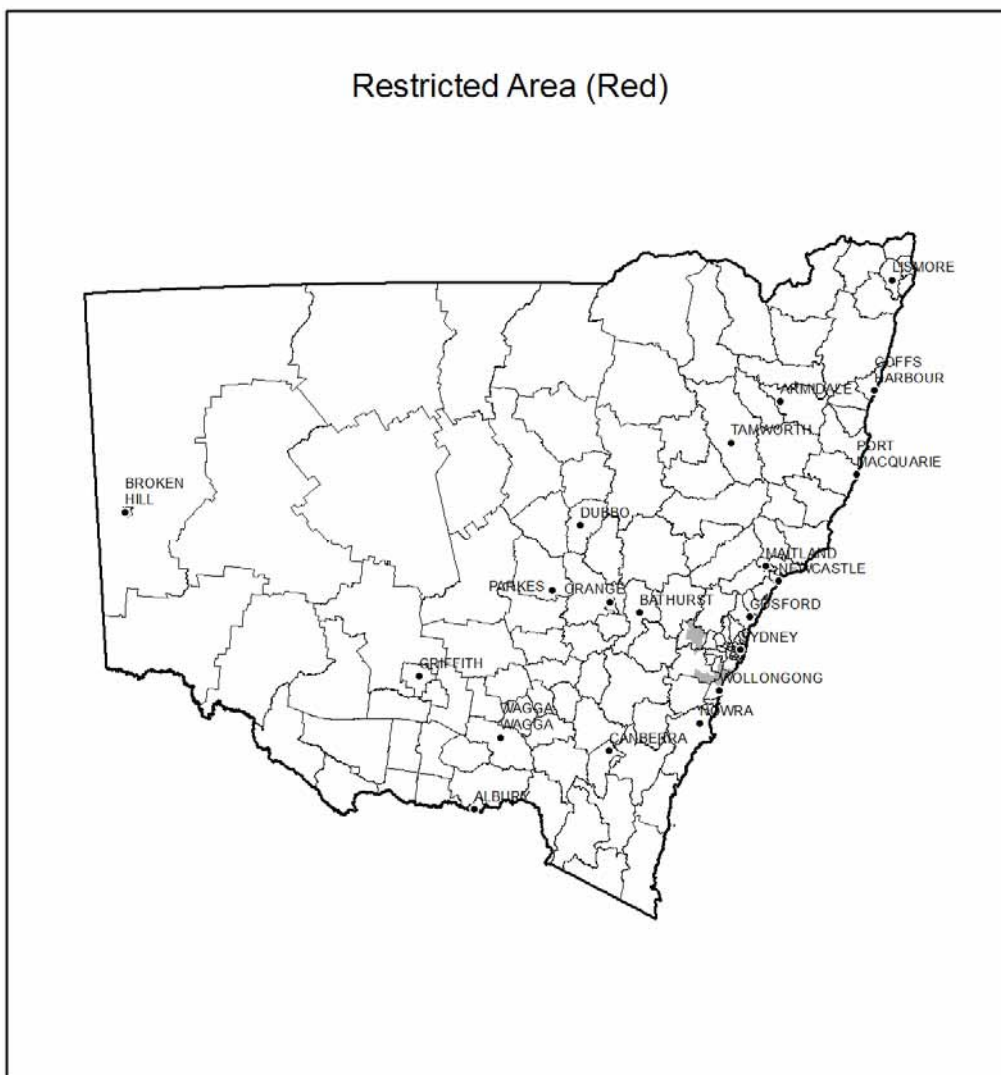 Restricted Area (Red)
LISMORE
COFFS
HARBOUR
ARMIDALE
TAMWORTH
PORT
MACQUARIE
BROKEN
HILL
DUBBO
MAITLAND
NEWCASTLE
PARKES
ORANGE
BATHURST
GOSFORD
SYDNEY
GRIFFITH
WOLLONGONG
WAGGA
WAGGA
NOWRA
CANBERRA
ALBURY